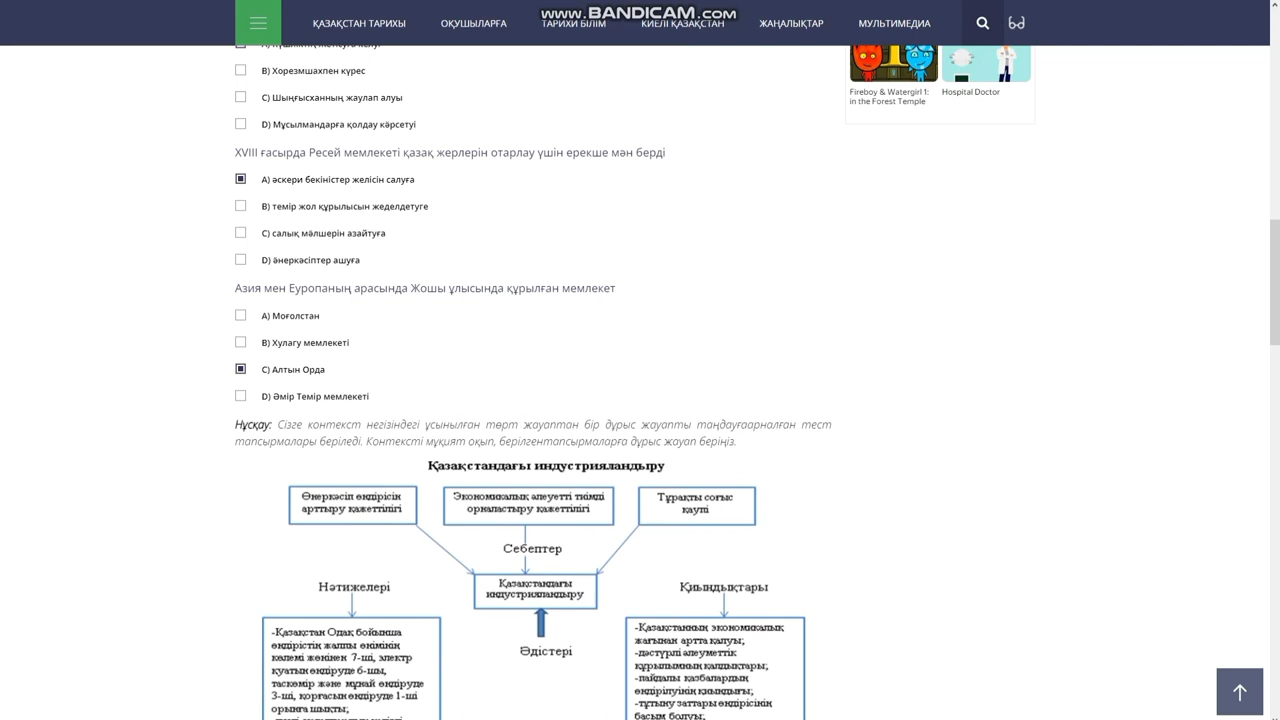 www.BANDICAM.com
ҚАЗАҚСТАН ТАРИХЫ
ОҚУШЫЛАРҒА
ТАРИХИ БІЛІМ
КИЕЛІ ҚАЗАҚСТАН
ЖАҢАЛЫҚТАР
МУЛЬТИМЕДИА
B) Хорезмшахпен күрес
C) Шыңғысханның жаулап алуы
D) Мұсылмандарға қолдау көрсетуі
XVIII ғасырда Ресей мемлекеті қазақ жерлерін отарлау үшін ерекше мән берді
A) әскери бекіністер желісін салуға
B) темір жол құрылысын жеделдетуге
C) салық мөлшерін азайтуға
D) өнеркәсіптер ашуға
Азия мен Еуропаның арасында Жошы ұлысында құрылған мемлекет
A) Моғолстан
B) Хулагу мемлекеті
C) Алтын Орда
D) Әмір Темір мемлекеті
Нұсқау: Сізге контекст негізіндегі ұсынылған төрт жауаптан бір дұрыс жауапты таңдауғаарналған тест
тапсырмалары беріледі. Контексті мұқият оқып, берілгентапсырмаларға дұрыс жауап беріңіз.
Қазақстандағы индустрияландыру
Өнеркәсіп өндірісін
арттыру қажеттілігі
Экономикалық әлеуетті тиімді
орналастыру қажеттілігі
Тұрақты соғыс
қаупі
Себептер
Қазақстандағы
индустрияландыру
Әдістері
Нәтижелері
-Қазақстан Одақ бойынша
өндірістің жалпы өнімінің
көлемі жөнінен 7-ші, электр
қуатын өндіруде 6-шы,
таскөмір және мұнай өндіруде
3-ші, қорғасын өндіруде 1-ші
орынға шықты;
Қиындықтары
-Қазақстанның экономикалық
жағынан артта қалуы;
-дәстүрлі әлеуметтік
құрылымның қалдықтары;
-пайдалы қазбалардың
өндірілуінің қиындығы;
-тұтыну заттары өндірісінің
басым болуы;
Fireboy & Watergirl 1:
in the Forest Temple
Hospital Doctor